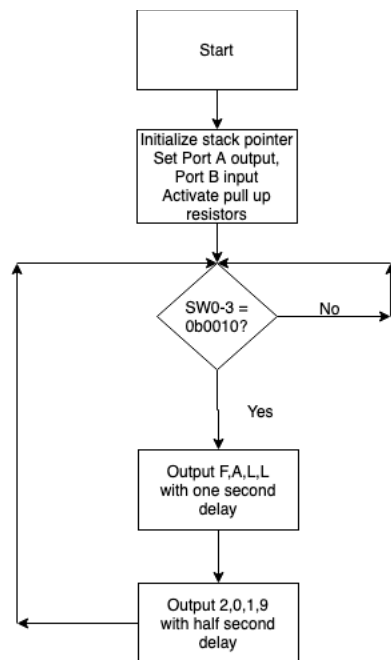 Start
Initialize stack pointer
Set Port A output,
Port B input
Activate pull up
resistors
SW0-3 =
0b0010?
No
Yes
Output F,A,L,L
with one second
delay
Output 2,0,1,9
with half second
delay